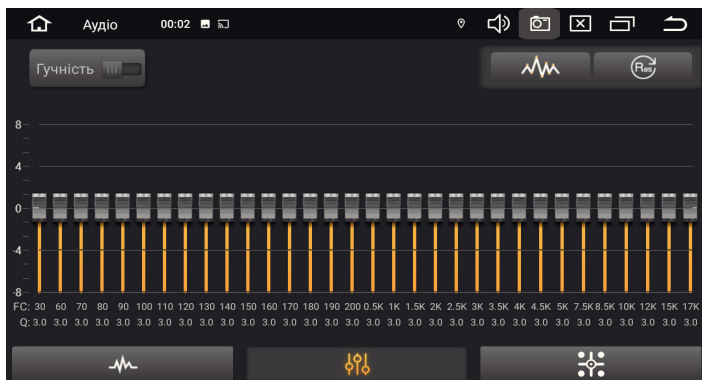 Аудіо 00:02
Гучність
Res
8
4
0
-4
-8
FC: 30 60 70 80 90 100 110 120 130 140 150 160 170 180 190 200 0.5K 1K 1.5K 2K 2.5K 3K 3.5K 4K 4.5K 5K 7.5K 8.5K 10K 12K 15K 17K
Q: 3.0 3.0 3.0 3.0 3.0 3.0 3.0 3.0 3.0 3.0 3.0 3.0 3.0 3.0 3.0 3.0 3.0 3.0 3.0 3.0 3.0 3.0 3.0 3.0 3.0 3.0 3.0 3.0 3.0 3.0 3.0 3.0